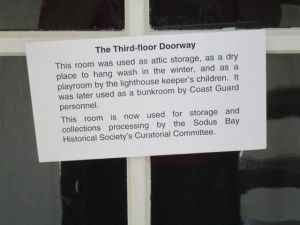 The Third-floor Doorway
This room was used as attic storage, as a dry
place to hang wash in the winter, and as a
playroom by the lighthouse keeper's children. It
was later used as a bunkroom by Coast Guard
personnel.
This room is now used for storage and
collections processing by the Sodus Bay
Historical Society's Curatorial Committee.